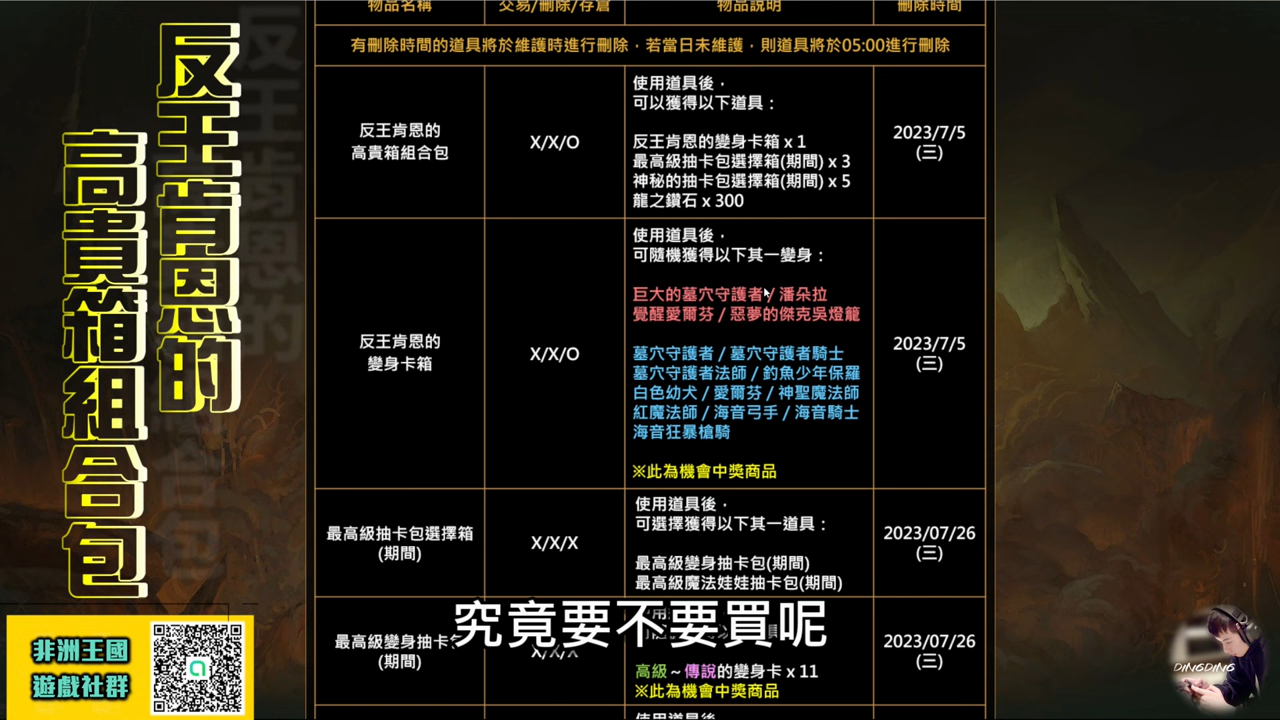 反王肯恩的
高貴箱組合包
物品名稱
交易/刪除/存倉
物品說明
刪除時間
有刪除時間的道具將於維護時進行刪除，若當日未維護，則道具將於05:00進行刪除
反王肯恩的
高貴箱組合包
X/X/O
使用道具後，
可以獲得以下道具：
反王肯恩的變身卡箱 x 1
最高級抽卡包選擇箱(期間) x 3
神秘的抽卡包選擇箱(期間) x 5
龍之鑽石 x 300
2023/7/5
(三)
反王肯恩的
變身卡箱
X/X/O
使用道具後，
可隨機獲得以下其一變身：
巨大的墓穴守護者 / 潘朵拉
覺醒愛爾芬 / 惡夢的傑克吳燈籠
墓穴守護者 / 墓穴守護者騎士
墓穴守護者法師 / 釣魚少年保羅
白色幼犬 / 愛爾芬 / 神聖魔法師
紅魔法師 / 海音弓手 / 海音騎士
海音狂暴槍騎
※此為機會中獎商品
2023/7/5
(三)
最高級抽卡包選擇箱
(期間)
X/X/X
使用道具後，
可選擇獲得以下其一道具：
最高級變身抽卡包(期間)
最高級魔法娃娃抽卡包(期間)
2023/07/26
(三)
最高級變身抽卡
(期間)
X/X/X
高級～傳說的變身卡 x 11
※此為機會中獎商品
2023/07/26
(三)
使用道具後，
究竟要不要買呢
非洲王國
遊戲社群
DINGDING